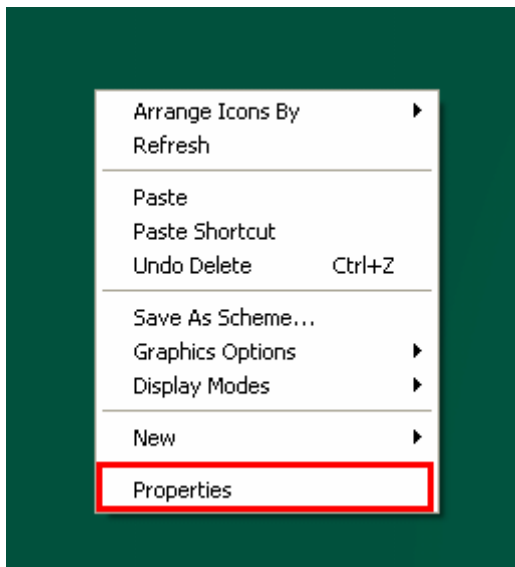 Arrange Icons By
Refresh
Paste
Paste Shortcut
Undo Delete Ctrl+Z
Save As Scheme...
Graphics Options
Display Modes
New
Properties